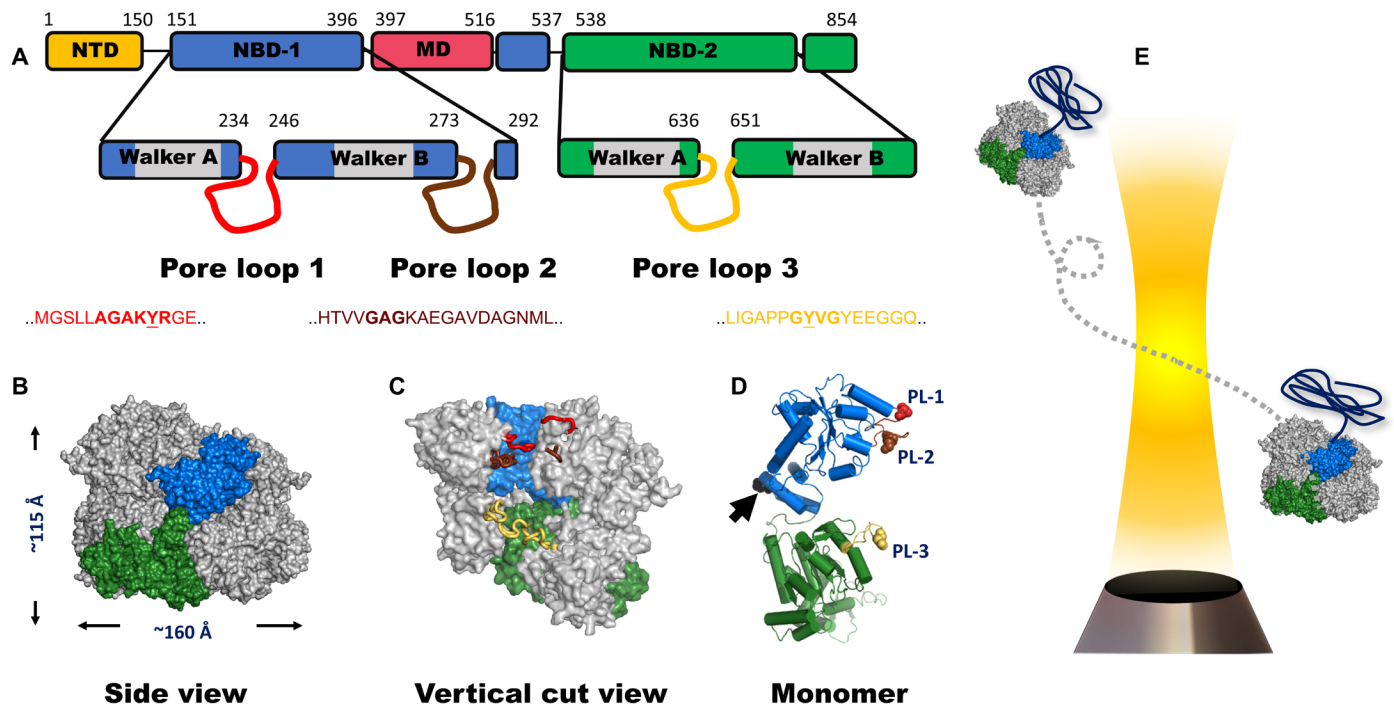 A
1 150 151 396 397 516 537 538 854
NTD NBD-1 MD NBD-2
234 246 273 292 636 651
Walker A Walker B Walker A Walker B
Pore loop 1 Pore loop 2 Pore loop 3
..MGSLLAGAKYRGE.. ..HTVVGAGKAEGAVDAGNML.. ..LIGAPPGYVGYEEGGQ..
B
~115 Å
~160 Å
Side view
C
Vertical cut view
D
PL-1
PL-2
PL-3
Monomer
E